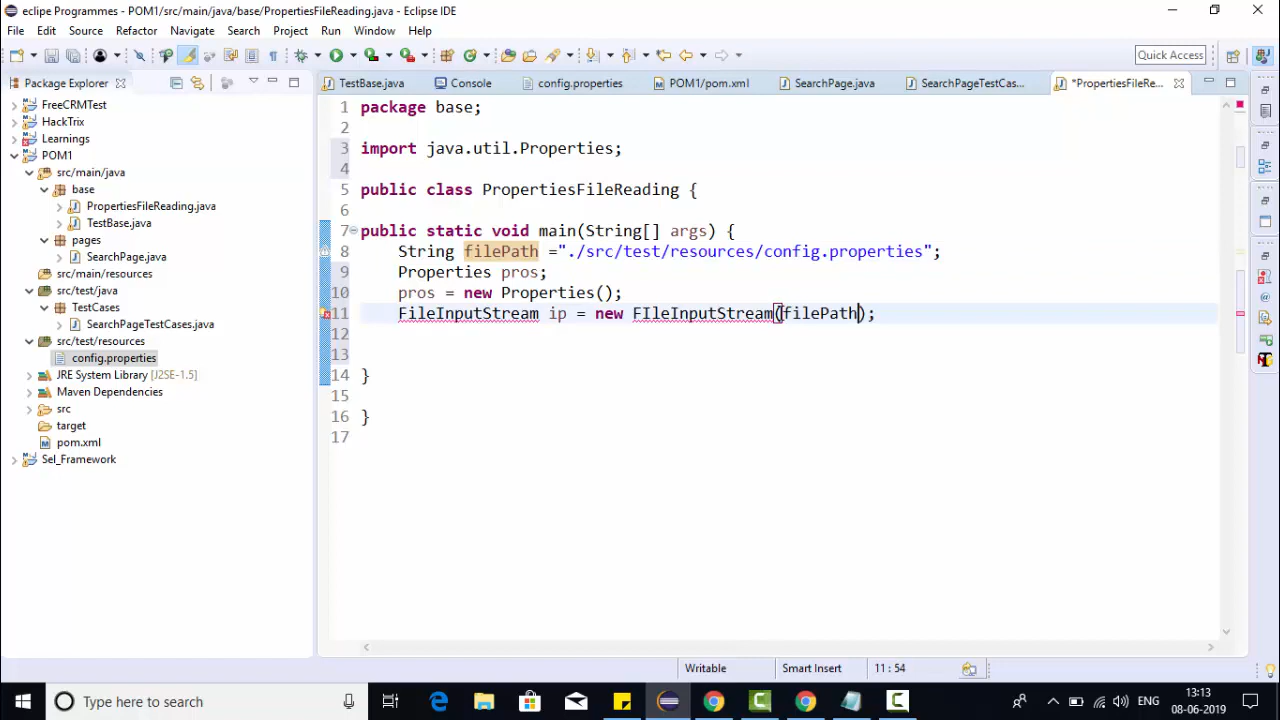 eclipe Programmes - POM1/src/main/java/base/PropertiesFileReading.java - Eclipse IDE
File Edit Source Refactor Navigate Search Project Run Window Help
Quick Access
Package Explorer
TestBase.java Console config.properties POM1/pom.xml SearchPage.java SearchPageTestCas... *PropertiesFileRe...
FreeCRMTest
HackTrix
Learnings
POM1
src/main/java
base
PropertiesFileReading.java
TestBase.java
pages
SearchPage.java
src/main/resources
src/test/java
TestCases
SearchPageTestCases.java
src/test/resources
config.properties
JRE System Library [J2SE-1.5]
Maven Dependencies
src
target
pom.xml
Sel_Framework
1 package base;
2
3 import java.util.Properties;
4
5 public class PropertiesFileReading {
6
7 public static void main(String[] args) {
8 String filePath ="./src/test/resources/config.properties";
9 Properties pros;
10 pros = new Properties();
11 FileInputStream ip = new FIleInputStream(filePath);
12
13
14 }
15
16 }
17
Writable Smart Insert 11 : 54
Type here to search
ENG
13:13
08-06-2019